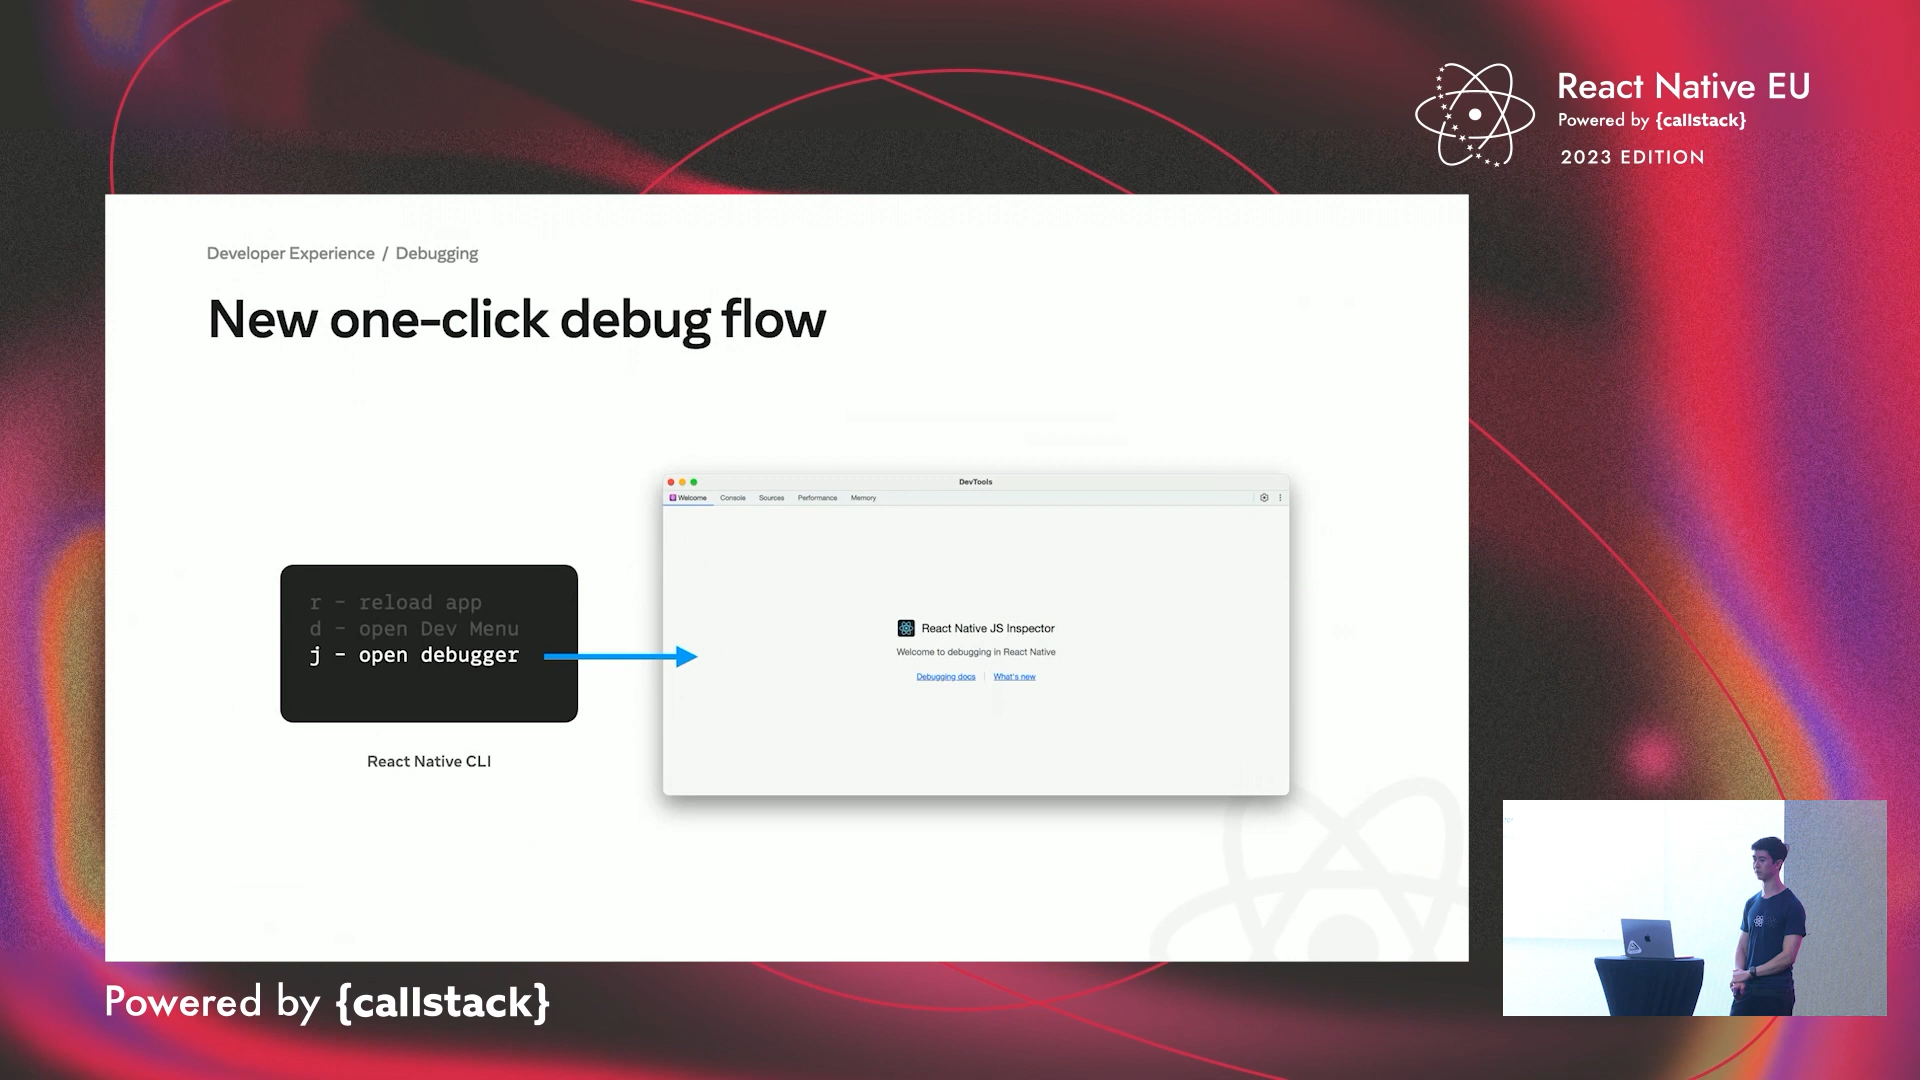 React Native EU
Powered by {callstack}
2023 EDITION
Developer Experience / Debugging
New one-click debug flow
DevTools
Welcome Console Sources Performance Memory
r - reload app
d - open Dev Menu
j - open debugger
React Native CLI
React Native JS Inspector
Welcome to debugging in React Native
Debugging docs What's new
Powered by {callstack}